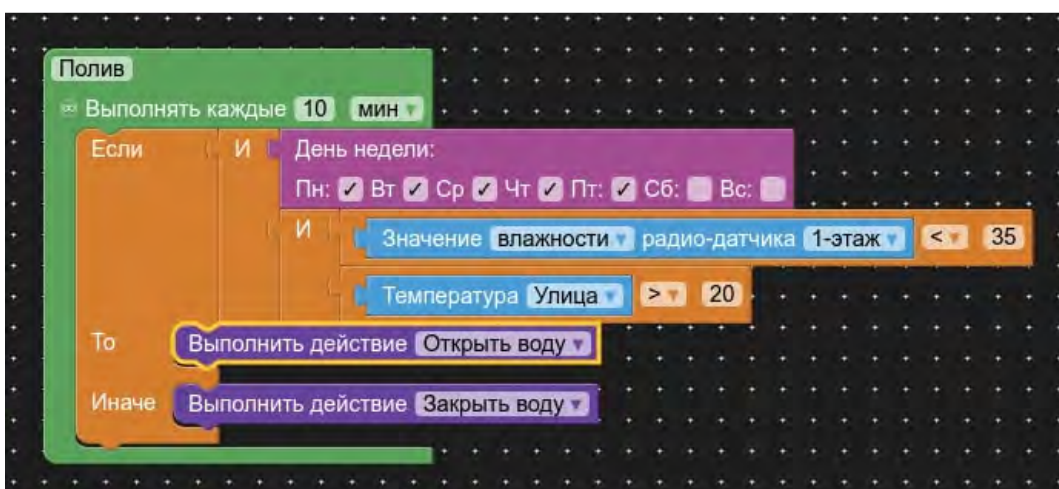 Полив
Выполнять каждые 10 мин
Если И День недели:
Пн: Вт Ср Чт Пт: Сб: Вс:
И Значение влажности радио-датчика 1-этаж < 35
Температура Улица > 20
То Выполнить действие Открыть воду
Иначе Выполнить действие Закрыть воду